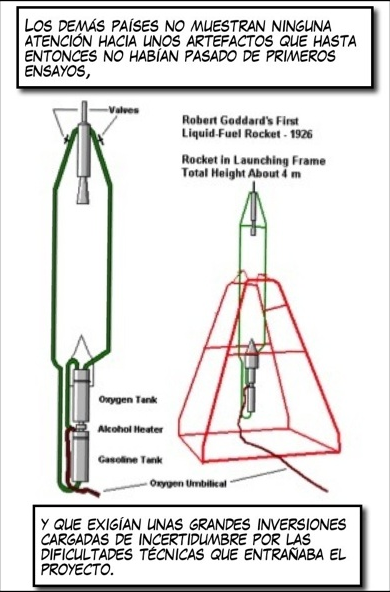 LOS DEMÁS PAÍSES NO MUESTRAN NINGUNA
ATENCIÓN HACIA UNOS ARTEFACTOS QUE HASTA
ENTONCES NO HABÍAN PASADO DE PRIMEROS
ENSAYOS,
Valves
Robert Goddard's First
Liquid-Fuel Rocket - 1926
Rocket in Launching Frame
Total Height About 4 m
Oxygen Tank
Alcohol Heater
Gasoline Tank
Oxygen Umbilical
Y QUE EXIGÍAN UNAS GRANDES INVERSIONES
CARGADAS DE INCERTIDUMBRE POR LAS
DIFICULTADES TÉCNICAS QUE ENTRAÑABA EL
PROYECTO.